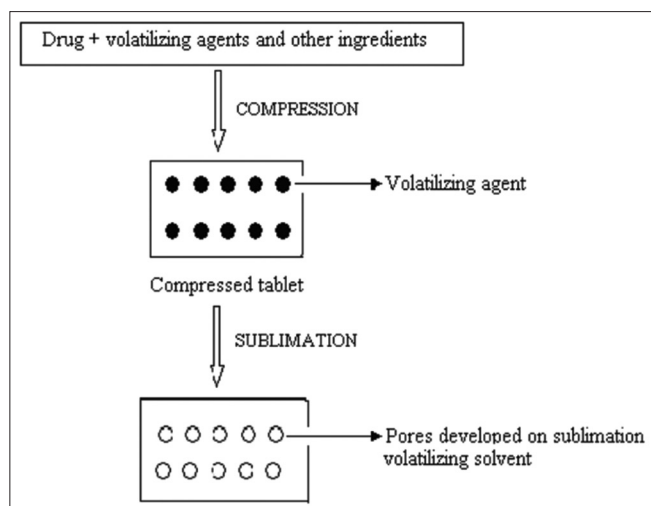 Drug + volatilizing agents and other ingredients
COMPRESSION
Volatilizing agent
Compressed tablet
SUBLIMATION
Pores developed on sublimation
volatilizing solvent